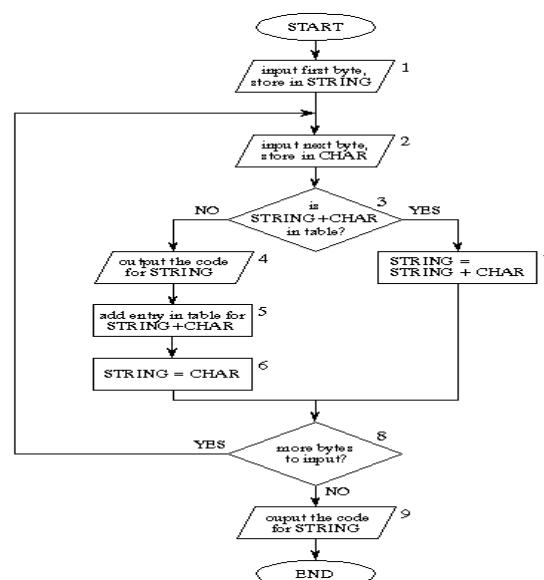 START
input first byte,
store in STRING
1
input next byte,
store in CHAR
2
is
STRING+CHAR
in table?
3
NO
YES
output the code
for STRING
4
STRING =
STRING + CHAR
add entry in table for
STRING+CHAR
5
STRING = CHAR
6
more bytes
to input?
8
YES
NO
ouput the code
for STRING
9
END